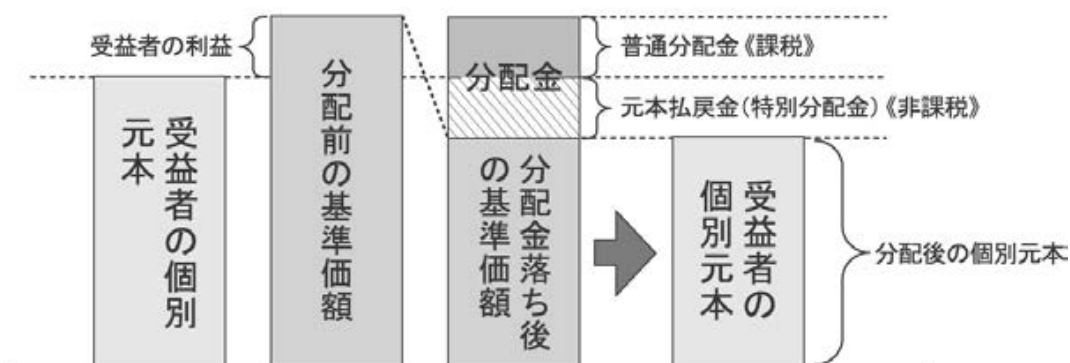 受益者の利益
受益者の個別
元本
分配前の基準価額
分配金
分配金落ち後
の基準価額
普通分配金《課税》
元本払戻金(特別分配金)《非課税》
受益者の
個別元本
分配後の個別元本